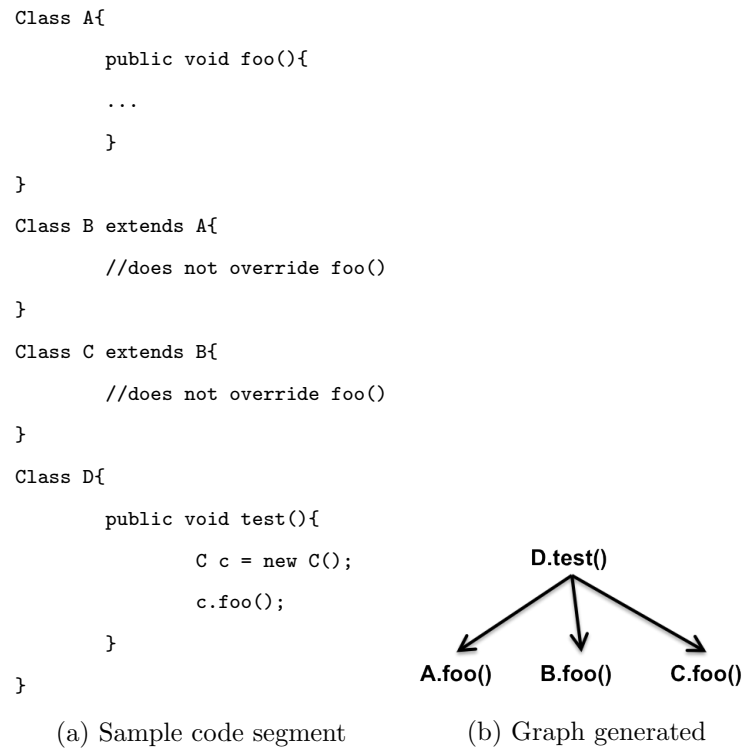 Class A{
public void foo(){
...
}
}
Class B extends A{
//does not override foo()
}
Class C extends B{
//does not override foo()
}
Class D{
public void test(){
C c = new C();
c.foo();
}
}
(a) Sample code segment
D.test()
A.foo() B.foo() C.foo()
(b) Graph generated